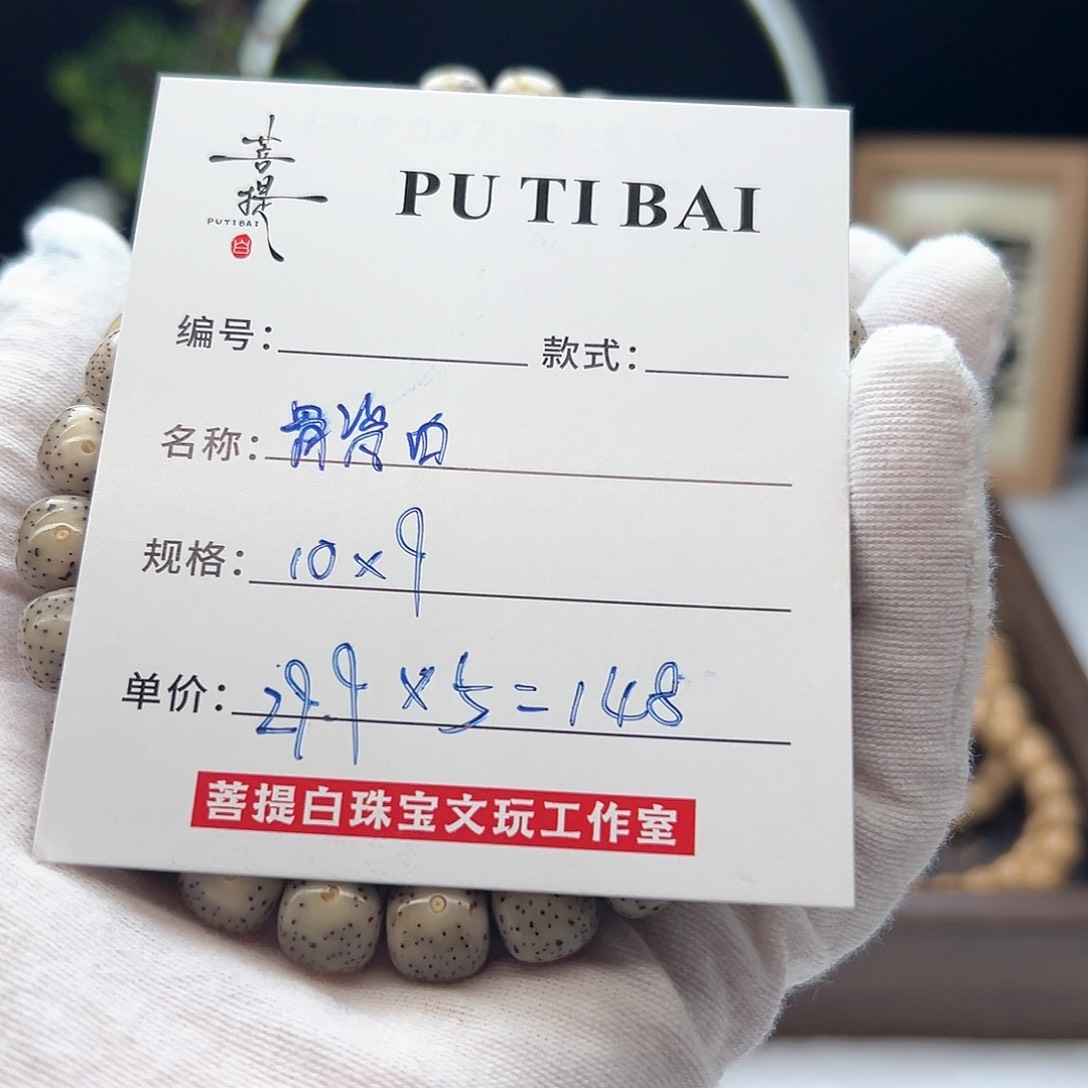 菩提
PUTIBAI
PU TI BAI
编号： 款式：
名称：骨瓷白
规格：10×9
单价：29.9×5=148
菩提白珠宝文玩工作室